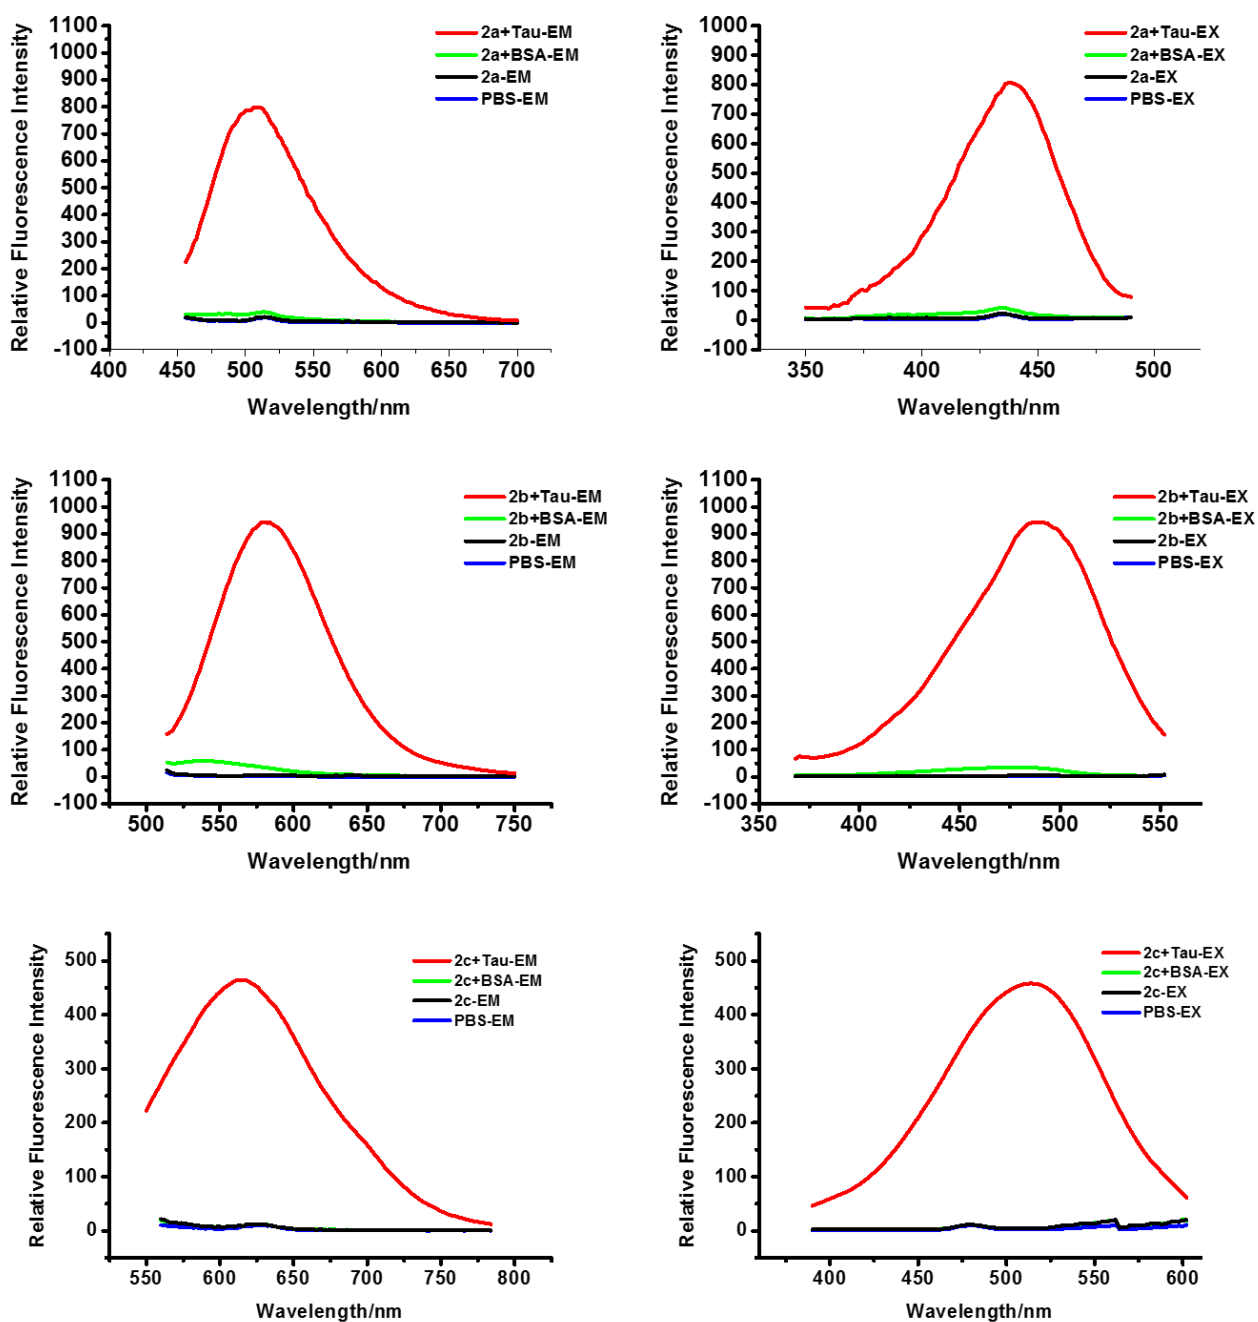 Relative Fluorescence Intensity
1100
1000
900
800
700
600
500
400
300
200
100
0
-100
400 450 500 550 600 650 700
Wavelength/nm
2a+Tau-EM
2a+BSA-EM
2a-EM
PBS-EM
Relative Fluorescence Intensity
1000
900
800
700
600
500
400
300
200
100
0
-100
350 400 450 500
Wavelength/nm
2a+Tau-EX
2a+BSA-EX
2a-EX
PBS-EX
Relative Fluorescence Intensity
1100
1000
900
800
700
600
500
400
300
200
100
0
-100
500 550 600 650 700 750
Wavelength/nm
2b+Tau-EM
2b+BSA-EM
2b-EM
PBS-EM
Relative Fluorescence Intensity
1100
1000
900
800
700
600
500
400
300
200
100
0
-100
350 400 450 500 550
Wavelength/nm
2b+Tau-EX
2b+BSA-EX
2b-EX
PBS-EX
Relative Fluorescence Intensity
500
400
300
200
100
0
550 600 650 700 750 800
Wavelength/nm
2c+Tau-EM
2c+BSA-EM
2c-EM
PBS-EM
Relative Fluorescence Intensity
500
400
300
200
100
0
400 450 500 550 600
Wavelength/nm
2c+Tau-EX
2c+BSA-EX
2c-EX
PBS-EX